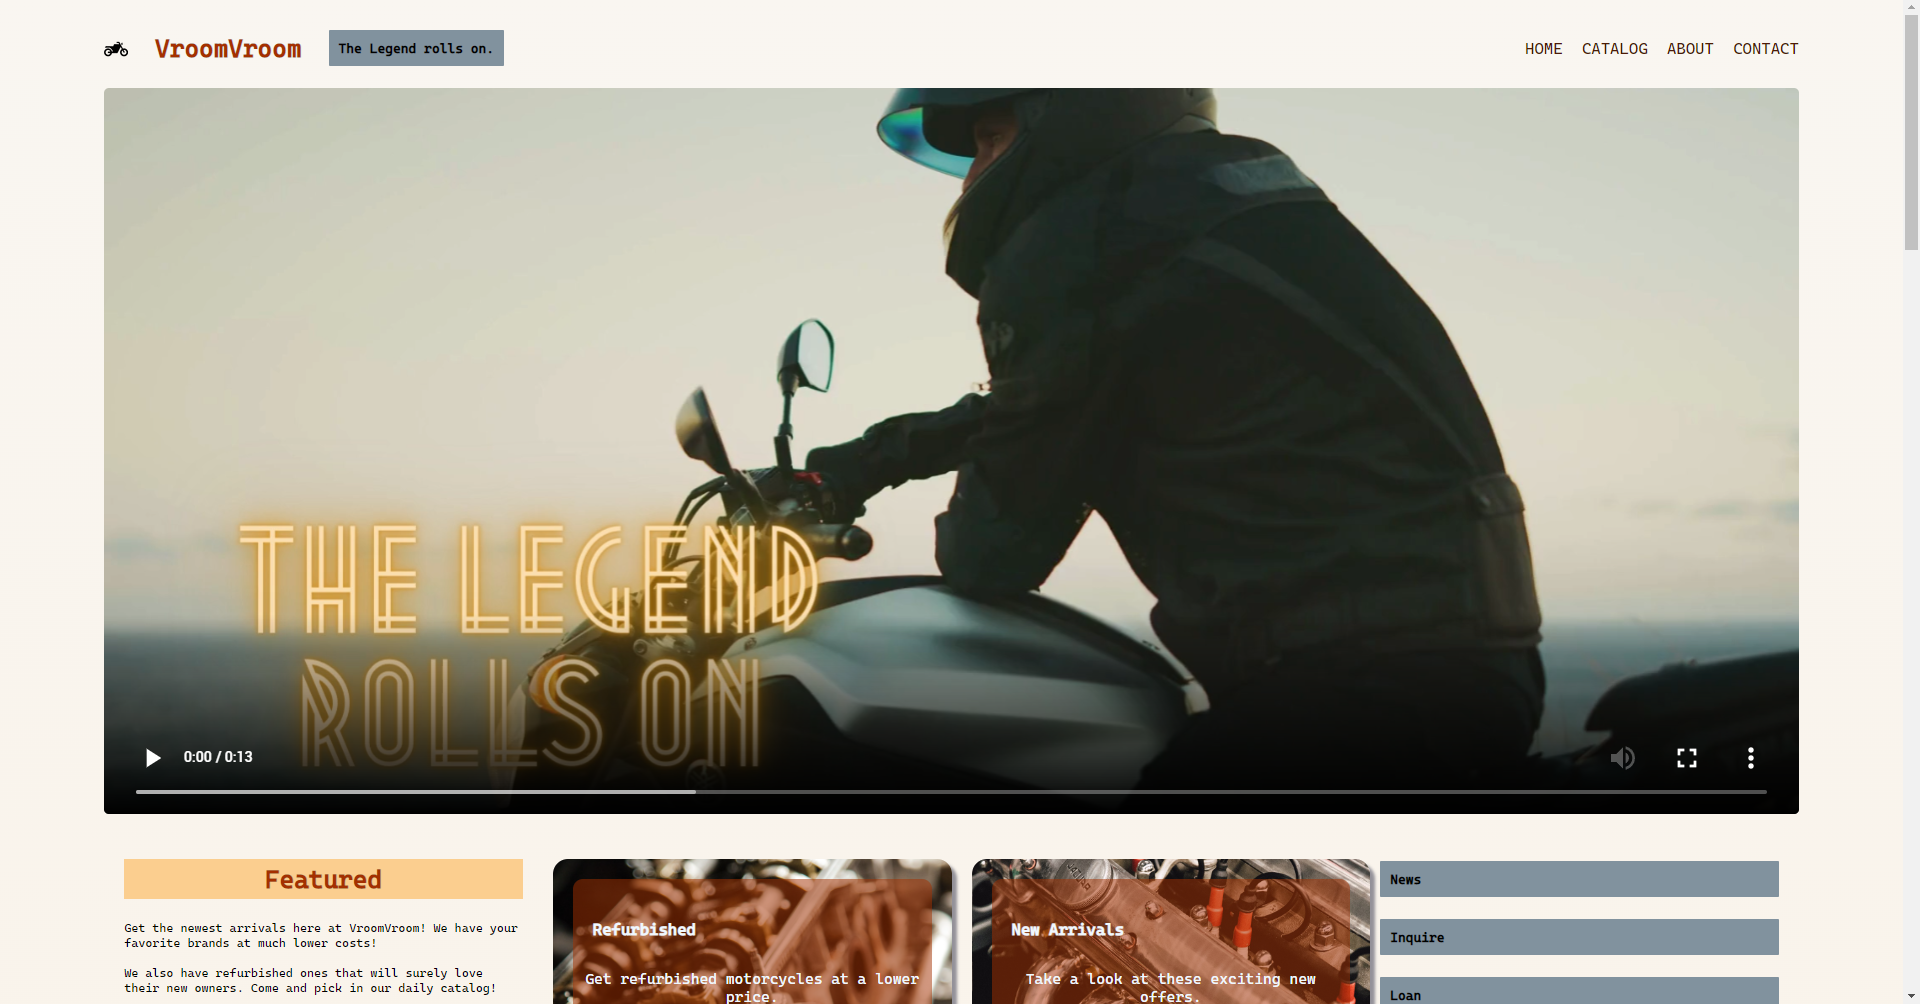 VroomVroom
The Legend rolls on.
HOME CATALOG ABOUT CONTACT
THE LEGEND
ROLLS ON
0:00 / 0:13
Featured
Get the newest arrivals here at VroomVroom! We have your
favorite brands at much lower costs!
We also have refurbished ones that will surely love
their new owners. Come and pick in our daily catalog!
Refurbished
Get refurbished motorcycles at a lower
price.
New Arrivals
Take a look at these exciting new
offers.
News
Inquire
Loan